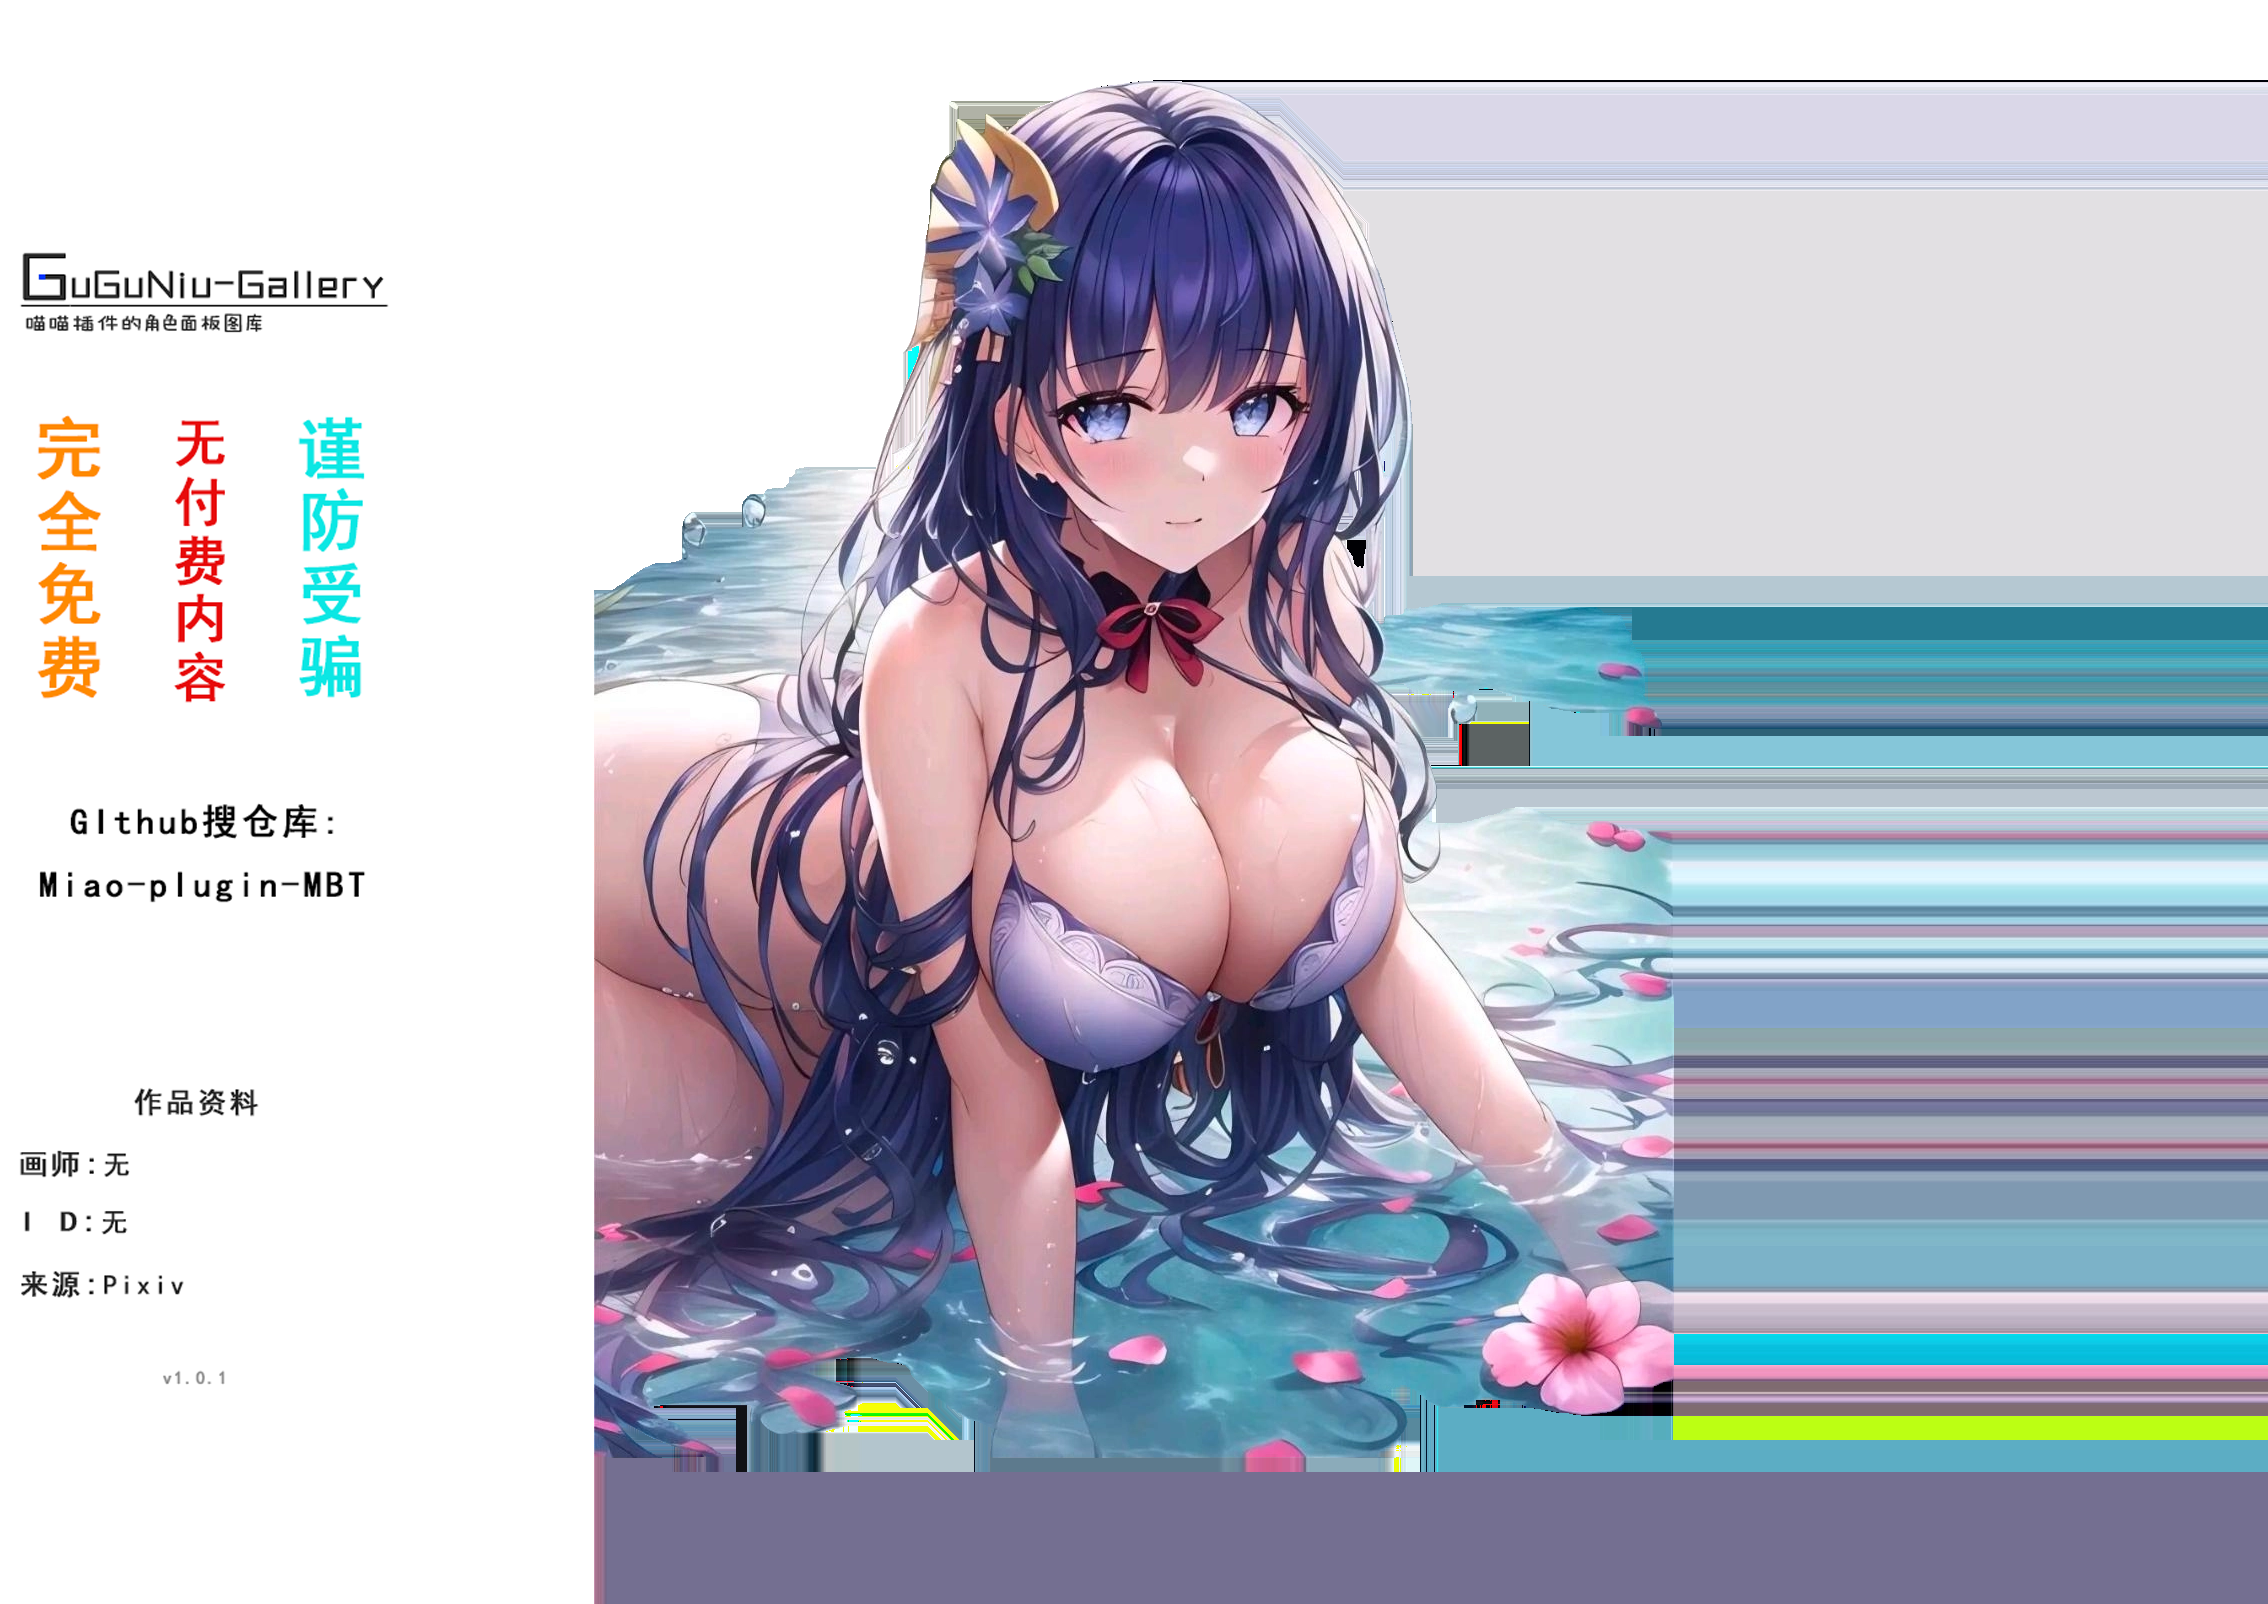 GuGuNiu-Gallery
喵喵插件的角色面板图库
完全免费
无付费内容
谨防受骗
GIthub搜仓库:
Miao-plugin-MBT
作品资料
画师:无
I D:无
来源:Pixiv
v1.0.1